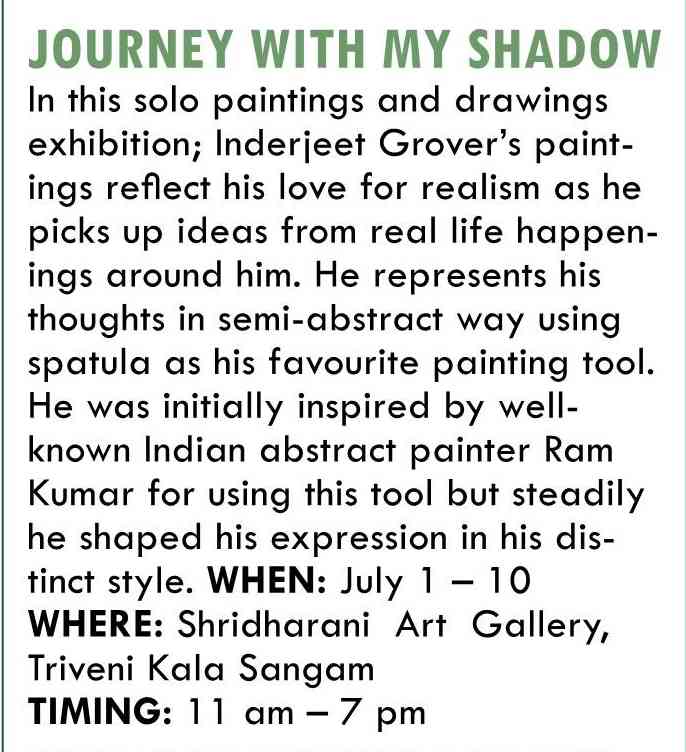 JOURNEY WITH MY SHADOW
In this solo paintings and drawings
exhibition; Inderjeet Grover’s paint-
ings reflect his love for realism as he
picks up ideas from real life happen-
ings around him. He represents his
thoughts in semi-abstract way using
spatula as his favourite painting tool.
He was initially inspired by well-
known Indian abstract painter Ram
Kumar for using this tool but steadily
he shaped his expression in his dis-
tinct style. WHEN: July 1 – 10
WHERE: Shridharani Art Gallery,
Triveni Kala Sangam
TIMING: 11 am – 7 pm